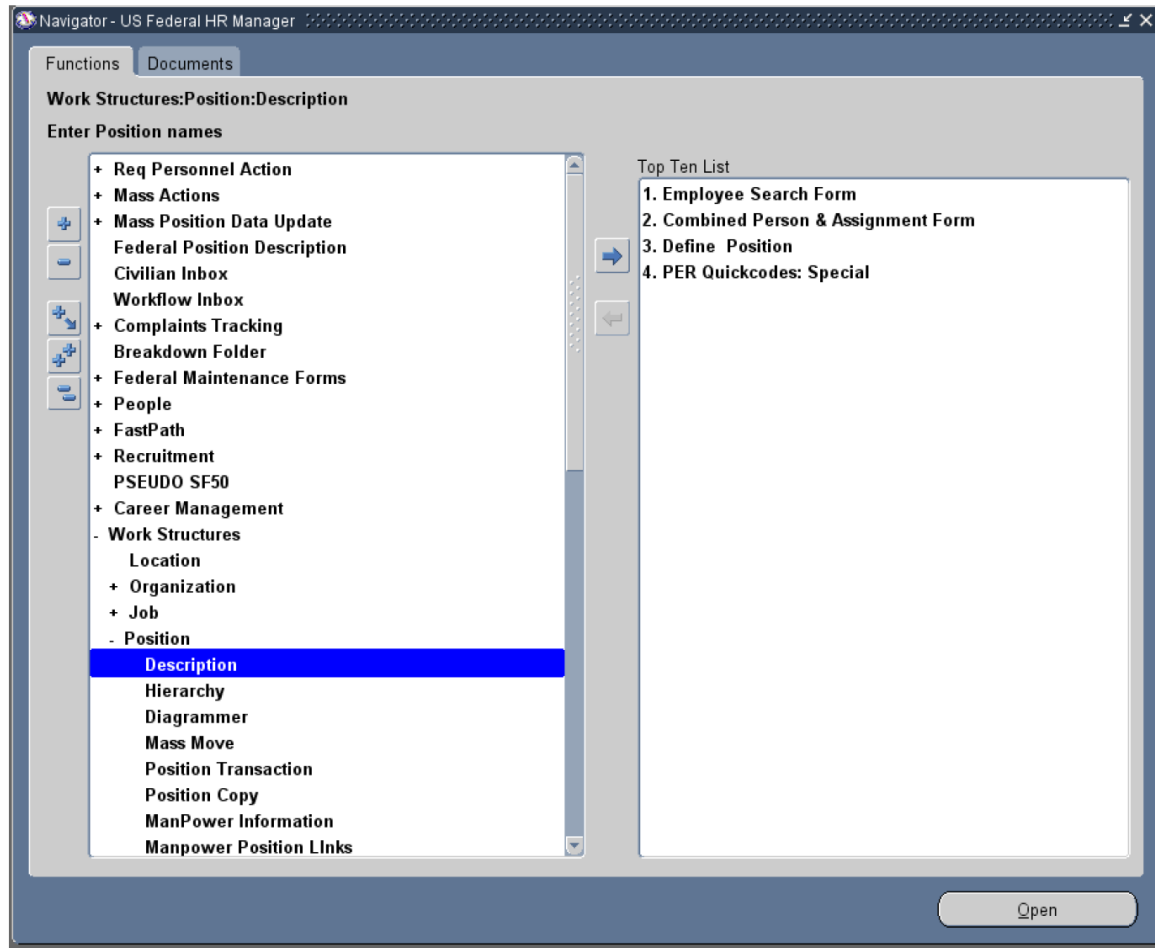 Navigator - US Federal HR Manager
Functions
Documents
Work Structures:Position:Description
Enter Position names
+ Req Personnel Action
+ Mass Actions
+ Mass Position Data Update
Federal Position Description
Civilian Inbox
Workflow Inbox
+ Complaints Tracking
Breakdown Folder
+ Federal Maintenance Forms
+ People
+ FastPath
+ Recruitment
PSEUDO SF50
+ Career Management
- Work Structures
Location
+ Organization
+ Job
- Position
Description
Hierarchy
Diagrammer
Mass Move
Position Transaction
Position Copy
ManPower Information
Manpower Position LInks
Top Ten List
1. Employee Search Form
2. Combined Person & Assignment Form
3. Define  Position
4. PER Quickcodes: Special
Open